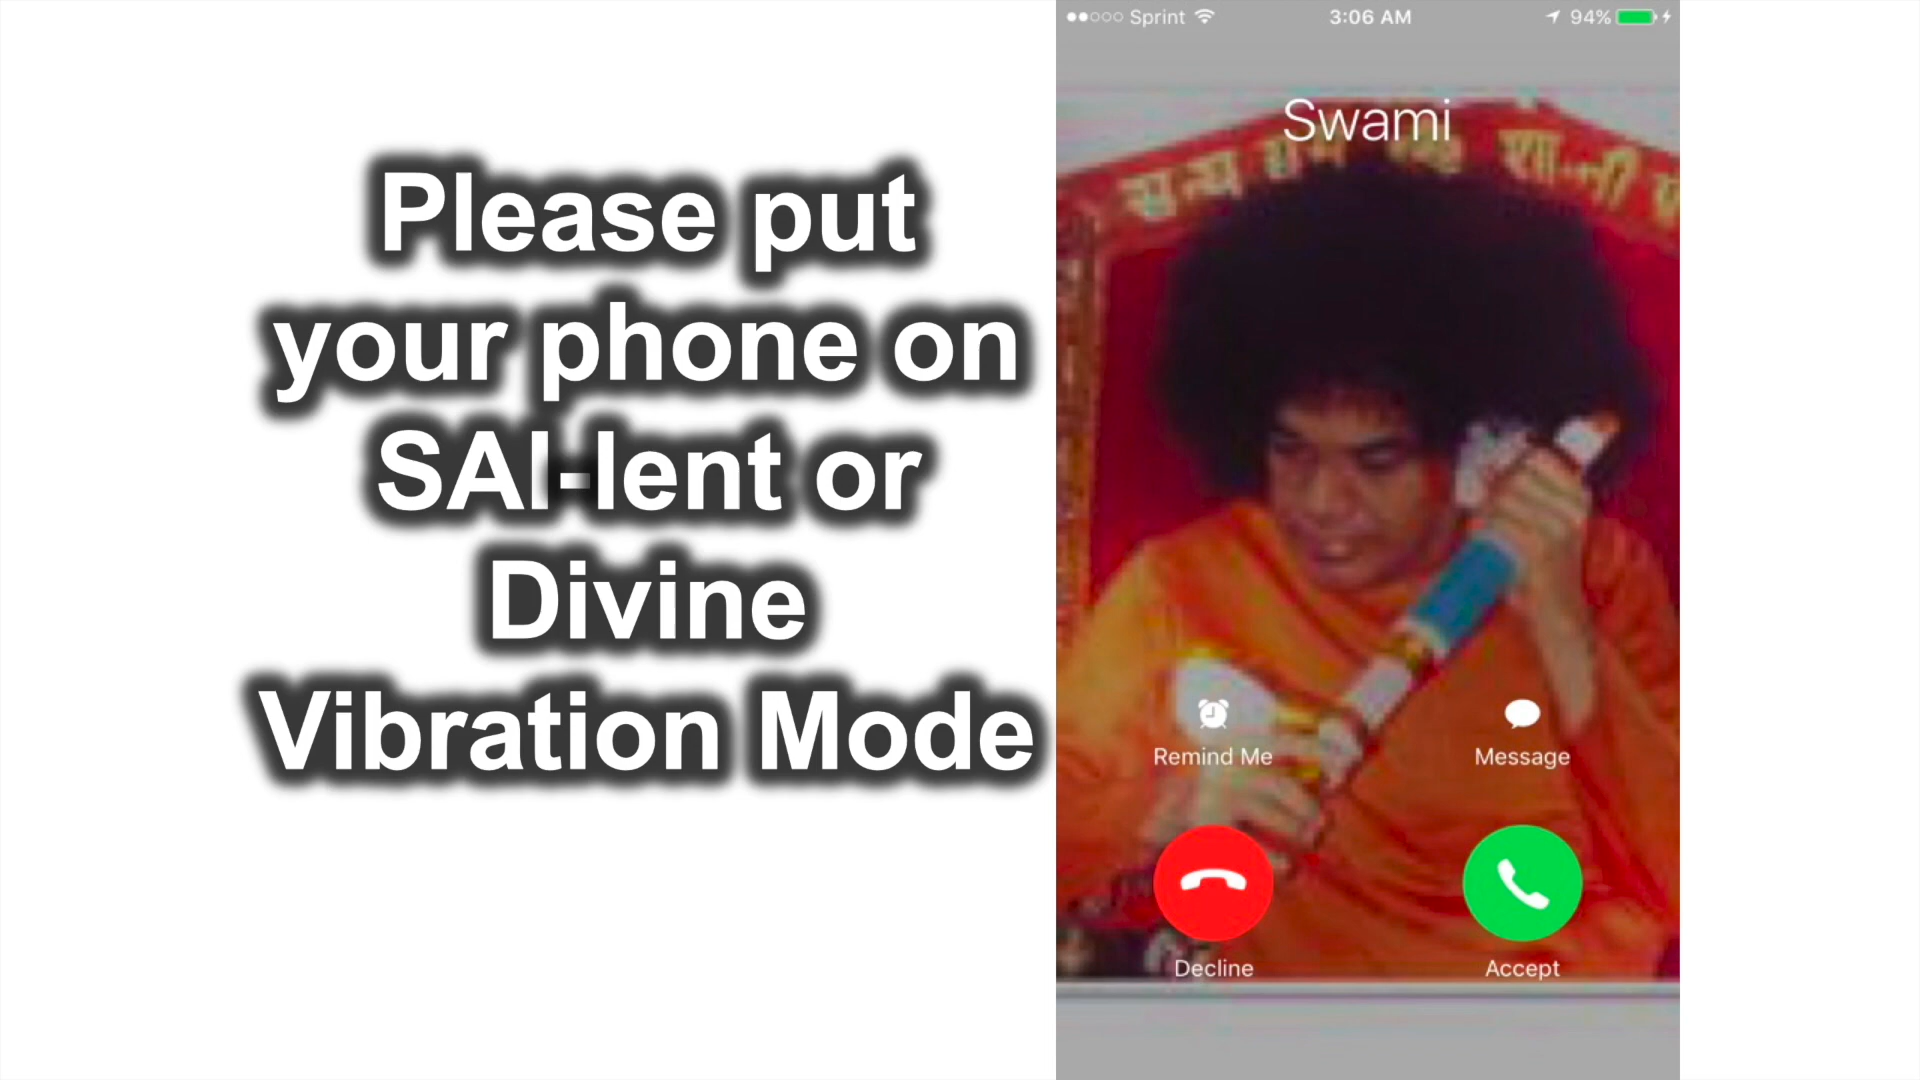 Please put
your phone on
SAI-lent or
Divine
Vibration Mode
Sprint 3:06 AM 94%
Swami
Remind Me Message
Decline Accept